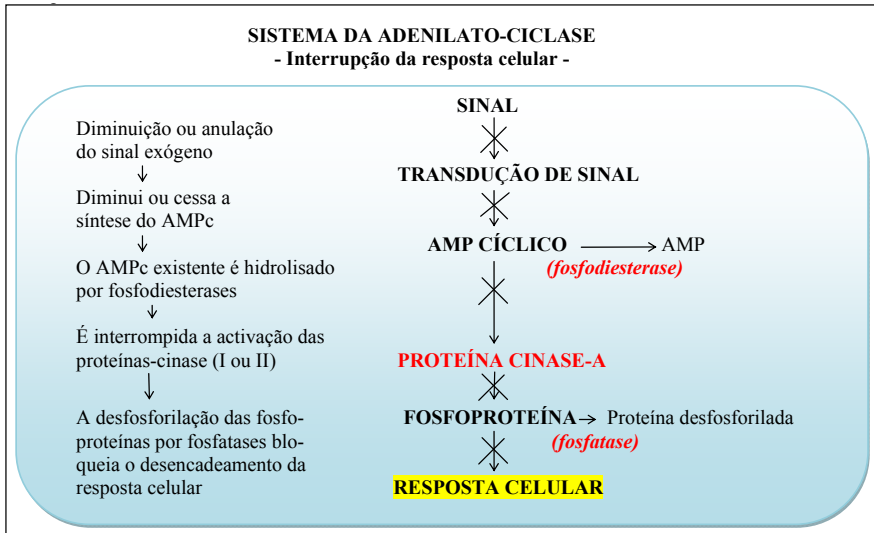 SISTEMA DA ADENILATO-CICLASE
- Interrupção da resposta celular -
Diminuição ou anulação
do sinal exógeno
Diminui ou cessa a
síntese do AMPc
O AMPc existente é hidrolisado
por fosfodiesterases
É interrompida a activação das
proteínas-cinase (I ou II)
A desfosforilação das fosfo-
proteínas por fosfatases blo-
queia o desencadeamento da
resposta celular
SINAL
TRANSDUÇÃO DE SINAL
AMP CÍCLICO AMP
(fosfodiesterase)
PROTEÍNA CINASE-A
FOSFOPROTEÍNA Proteína desfosforilada
(fosfatase)
RESPOSTA CELULAR